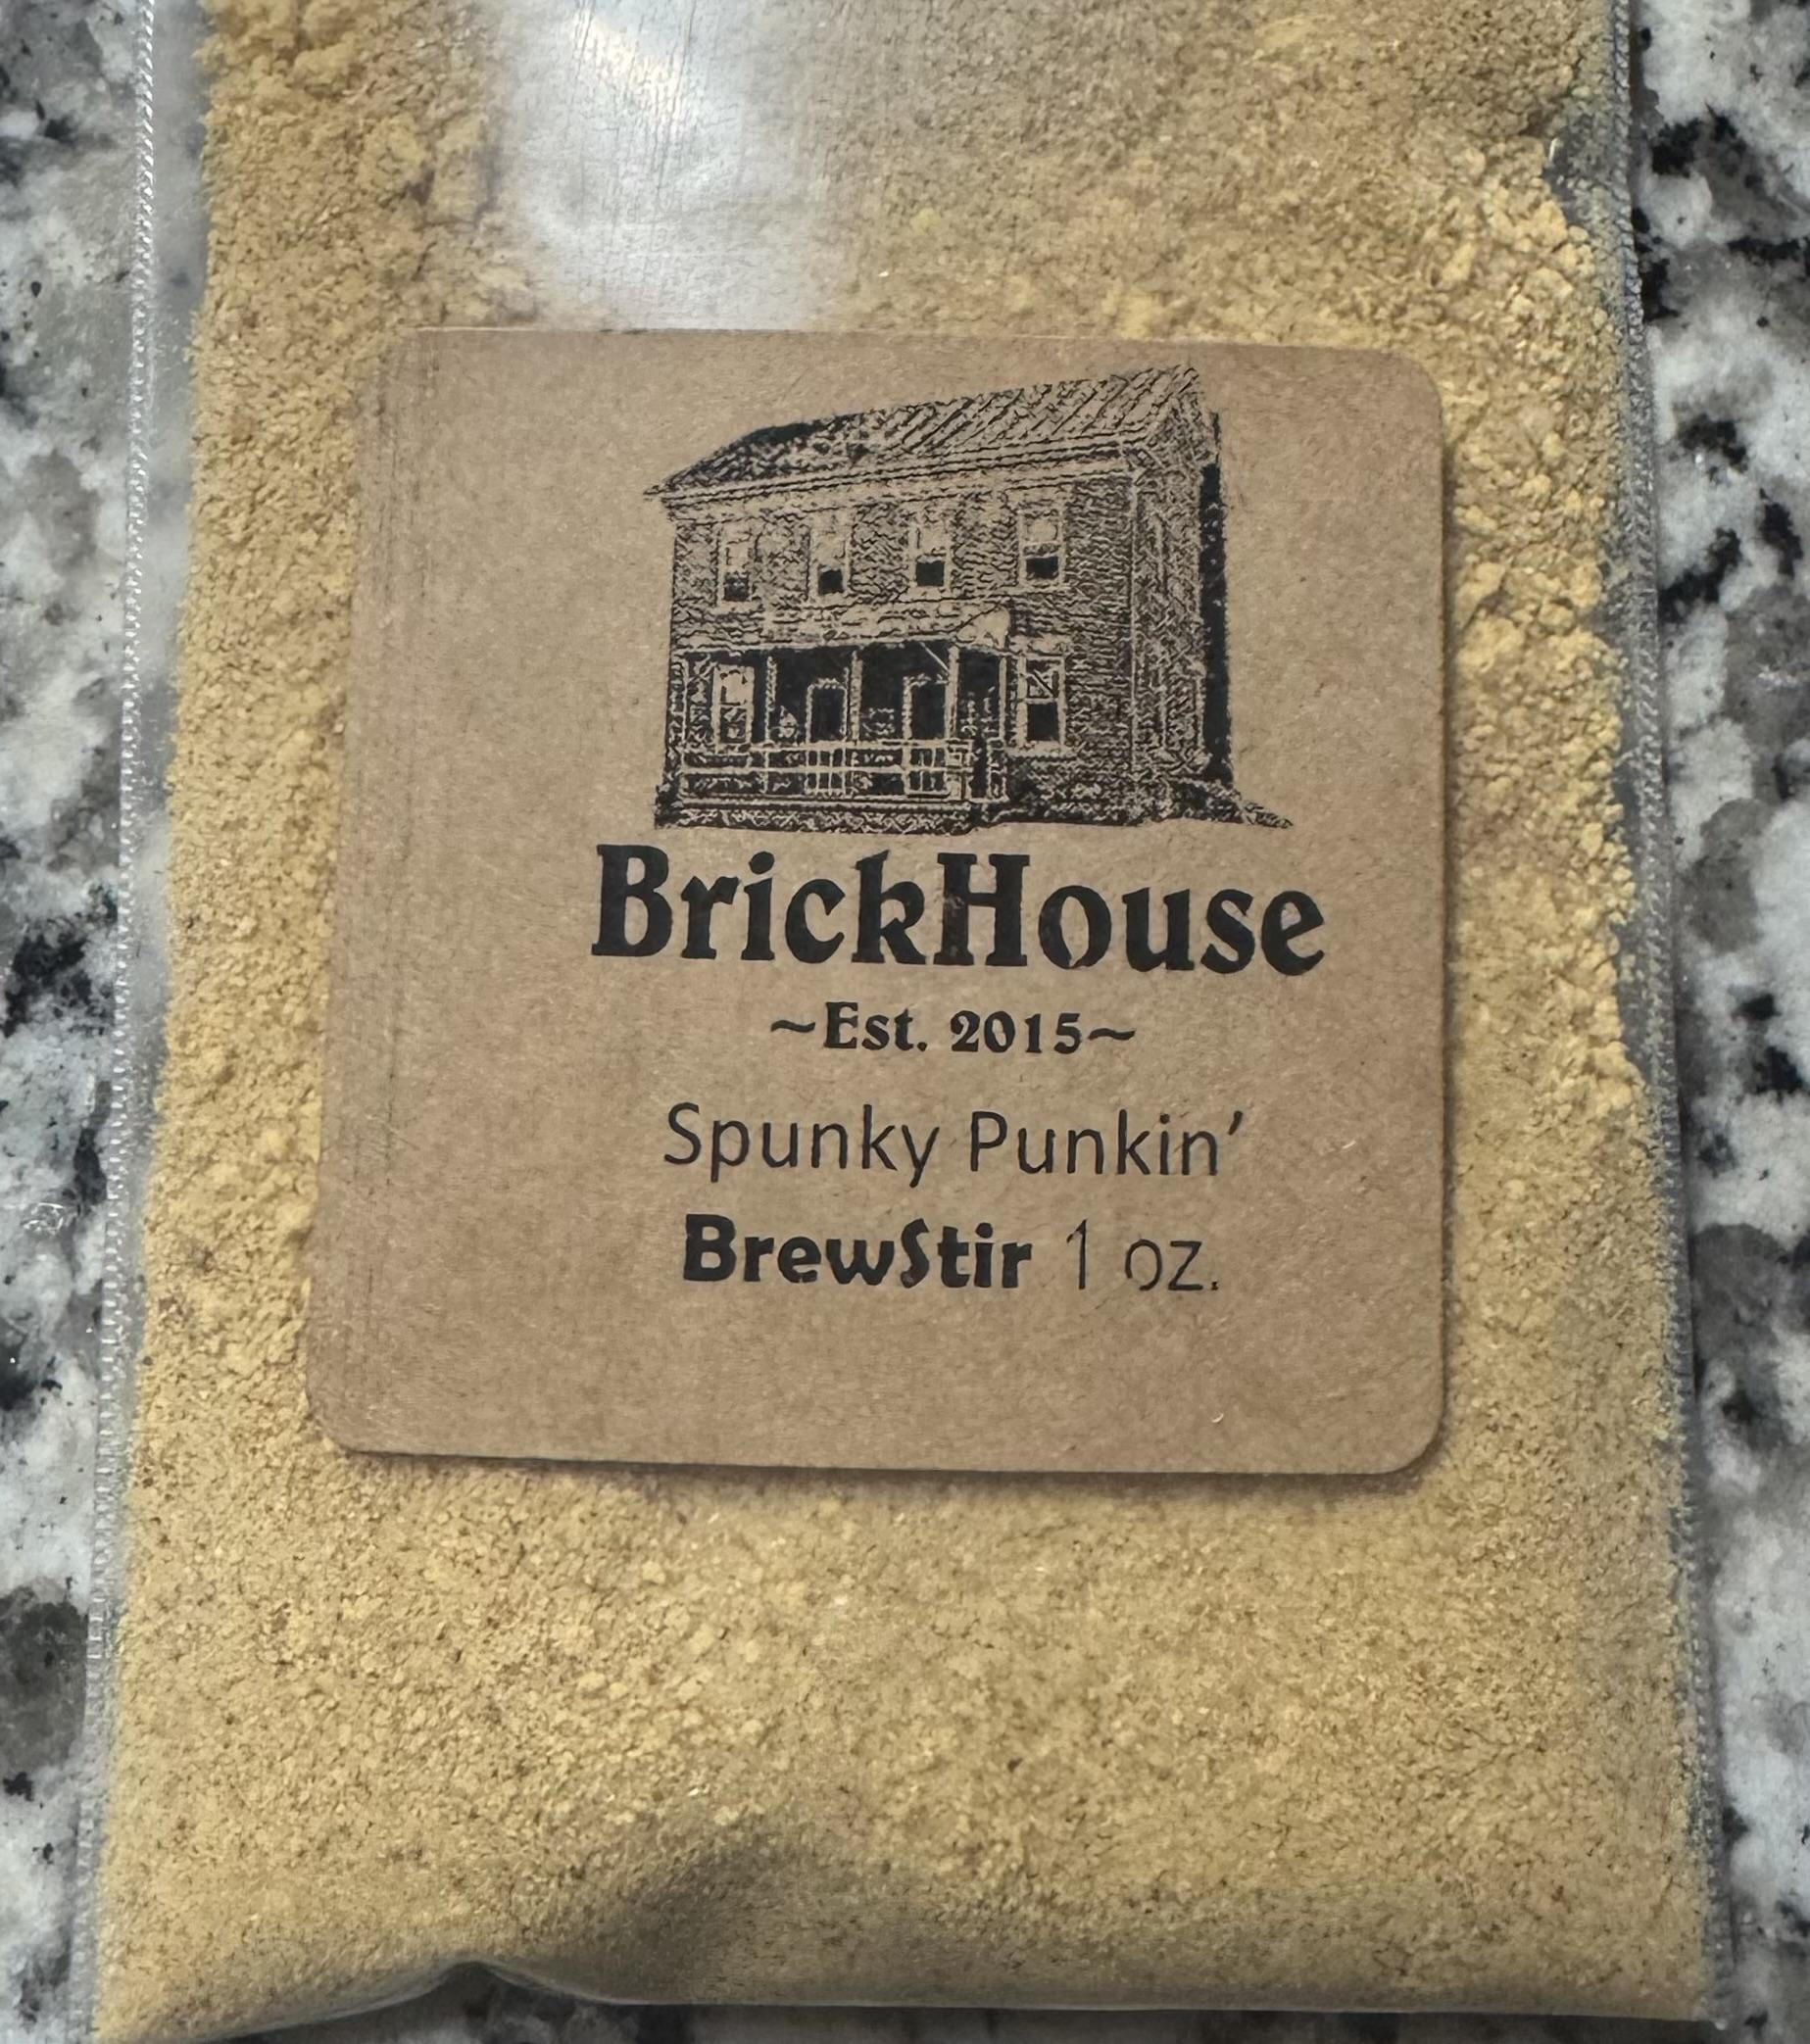 BrickHouse
~Est. 2015~
Spunky Punkin’
BrewStir 1 oz.